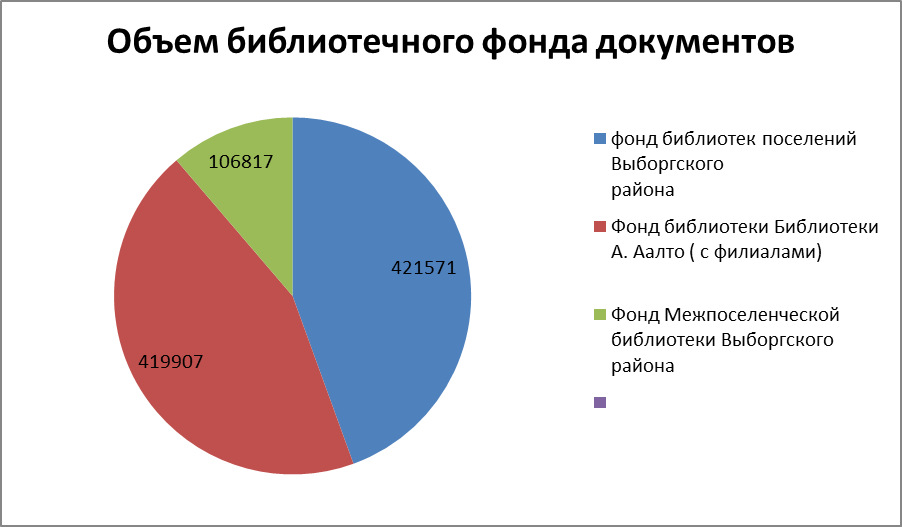 Объем библиотечного фонда документов
106817
421571
419907
фонд библиотек поселений
Выборгского
района
Фонд библиотеки Библиотеки
А. Аалто ( с филиалами)
Фонд Межпоселенческой
библиотеки Выборгского
района